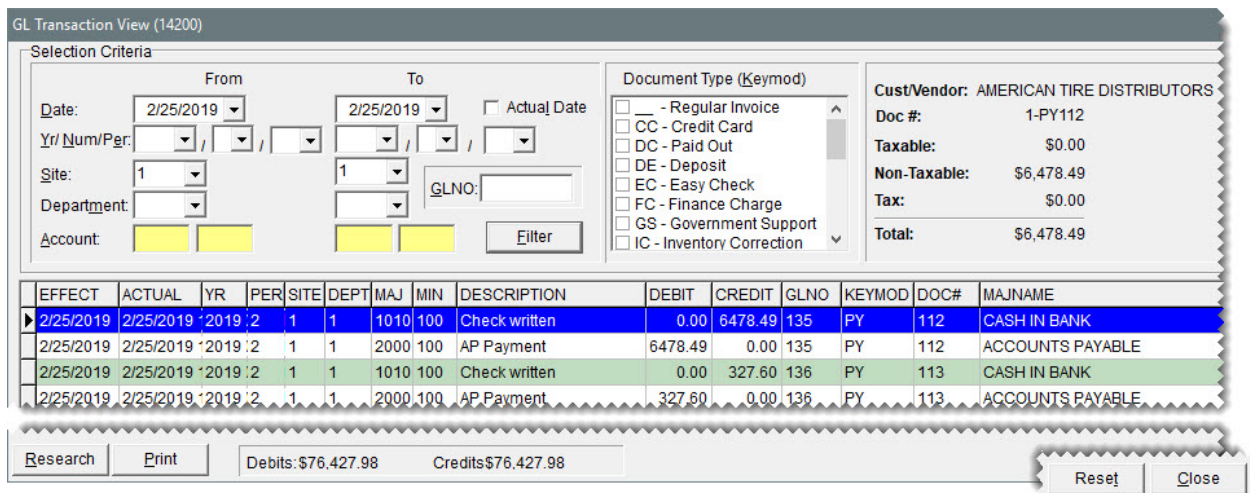 GL Transaction View (14200)
Selection Criteria
From To
Date: 2/25/2019 2/25/2019 Actual Date
Yr/ Num/Per: / / / /
Site: 1 1
GLNO:
Department:
Account: Filter
Document Type (Keymod)
__ - Regular Invoice
CC - Credit Card
DC - Paid Out
DE - Deposit
EC - Easy Check
FC - Finance Charge
GS - Government Support
IC - Inventory Correction
Cust/Vendor: AMERICAN TIRE DISTRIBUTORS
Doc #: 1-PY112
Taxable: $0.00
Non-Taxable: $6,478.49
Tax: $0.00
Total: $6,478.49
EFFECT ACTUAL YR PER SITE DEPT MAJ MIN DESCRIPTION DEBIT CREDIT GLNO KEYMOD DOC# MAJNAME
2/25/2019 2/25/2019 2019 2 1 1 1010 100 Check written 0.00 6478.49 135 PY 112 CASH IN BANK
2/25/2019 2/25/2019 2019 2 1 1 2000 100 AP Payment 6478.49 0.00 135 PY 112 ACCOUNTS PAYABLE
2/25/2019 2/25/2019 2019 2 1 1 1010 100 Check written 0.00 327.60 136 PY 113 CASH IN BANK
2/25/2019 2/25/2019 2019 2 1 1 2000 100 AP Payment 327.60 0.00 136 PY 113 ACCOUNTS PAYABLE
Research Print Debits:$76,427.98 Credits$76,427.98
Reset Close